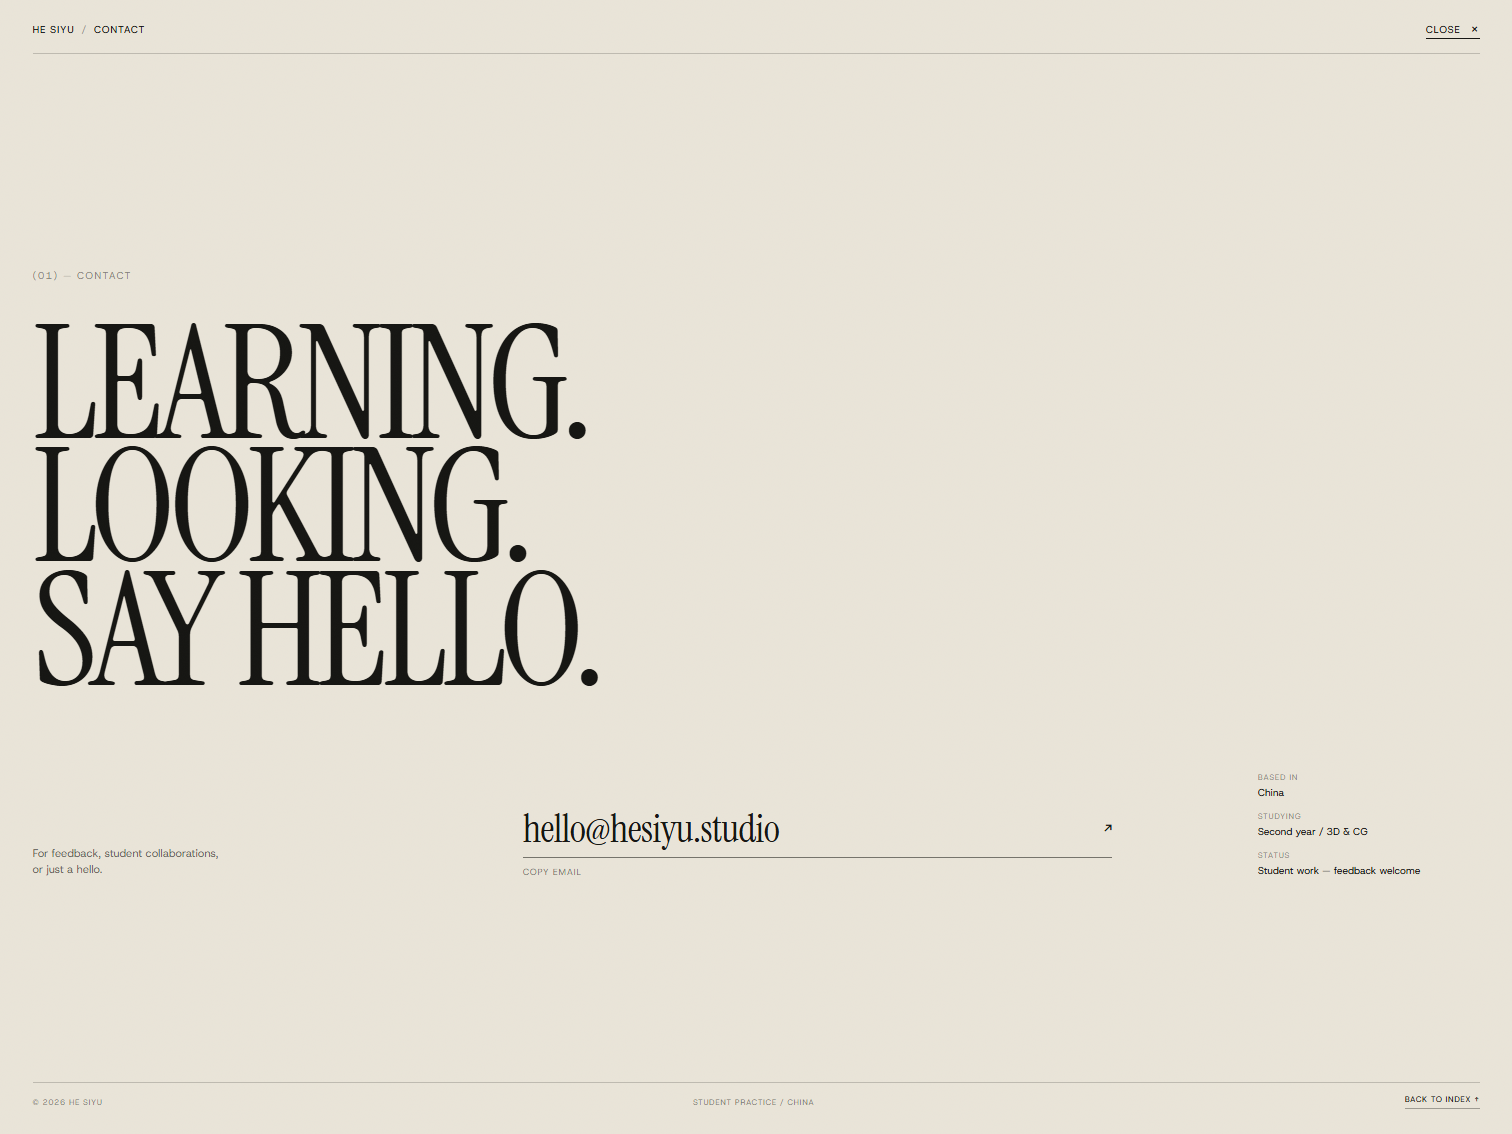 HE SIYU / CONTACT
CLOSE ×
(01) — CONTACT
LEARNING.
LOOKING.
SAY HELLO.
For feedback, student collaborations,
or just a hello.
hello@hesiyu.studio ↗
COPY EMAIL
BASED IN
China
STUDYING
Second year / 3D & CG
STATUS
Student work — feedback welcome
© 2026 HE SIYU
STUDENT PRACTICE / CHINA
BACK TO INDEX ↑